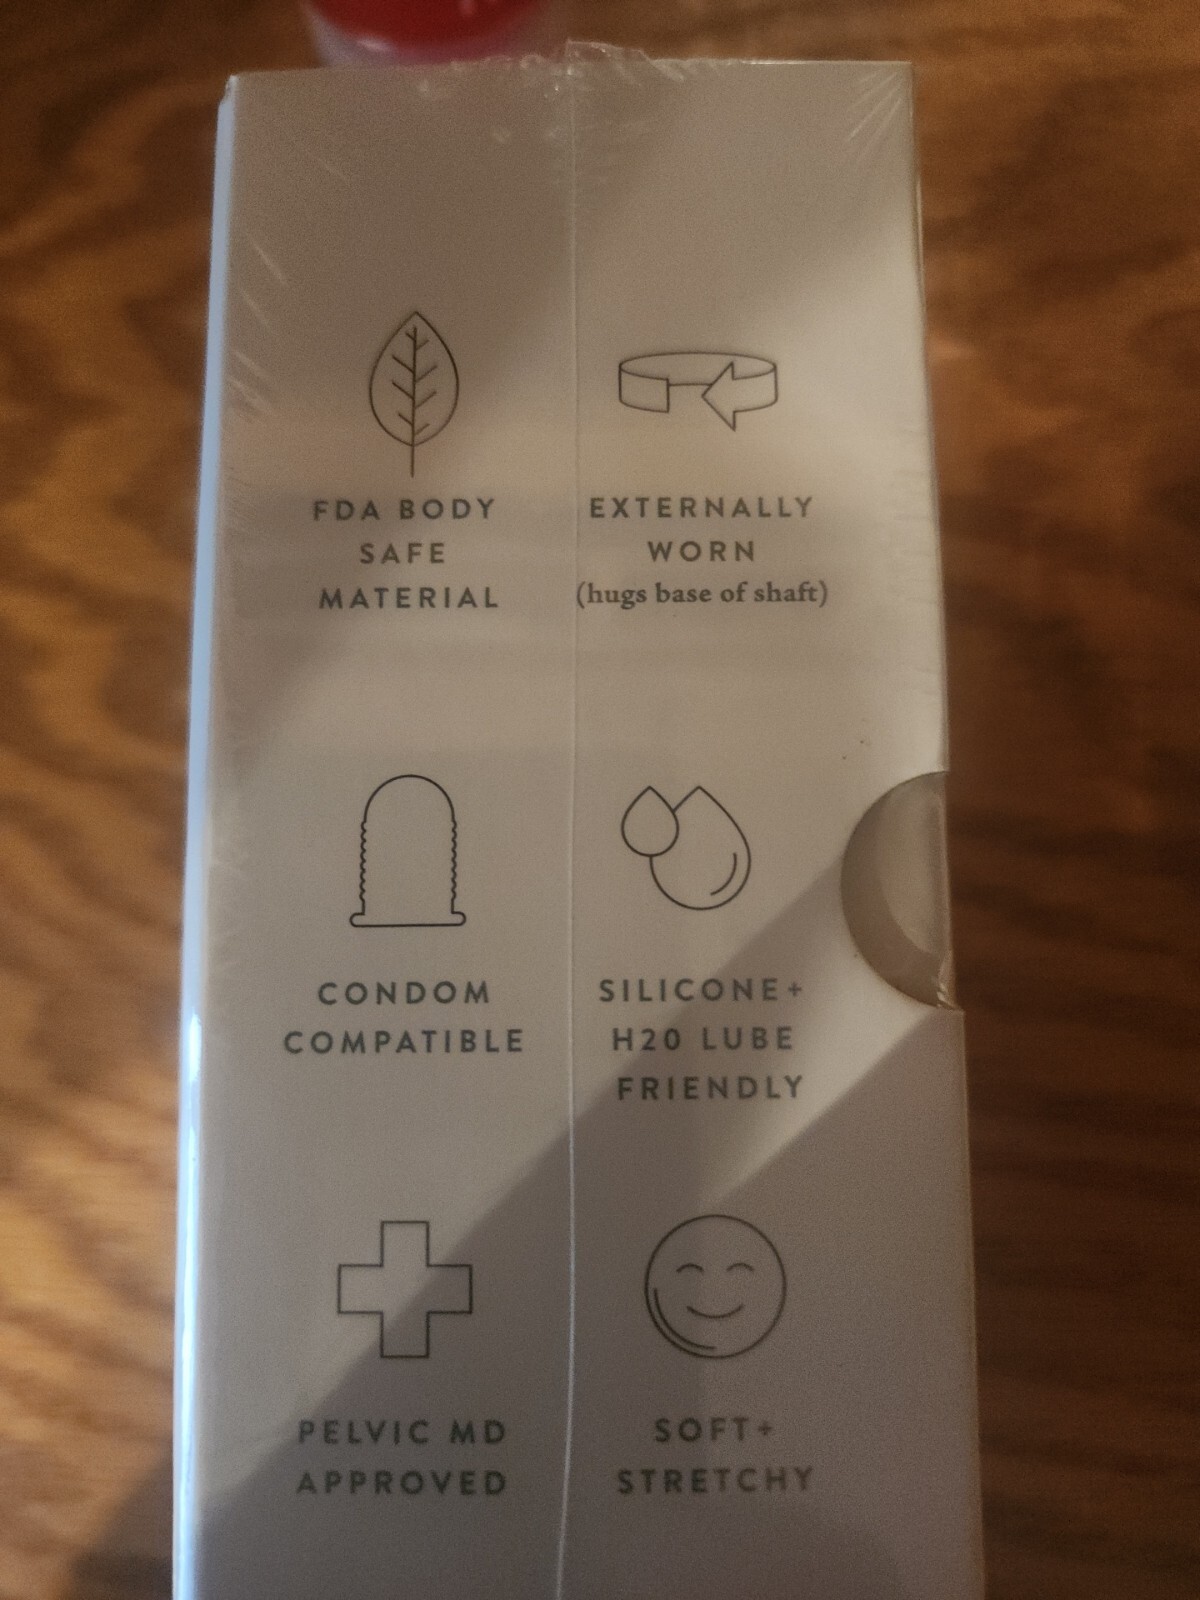 FDA BODY
SAFE
MATERIAL
EXTERNALLY
WORN
(hugs base of shaft)
CONDOM
COMPATIBLE
SILICONE+
H20 LUBE
FRIENDLY
PELVIC MD
APPROVED
SOFT+
STRETCHY